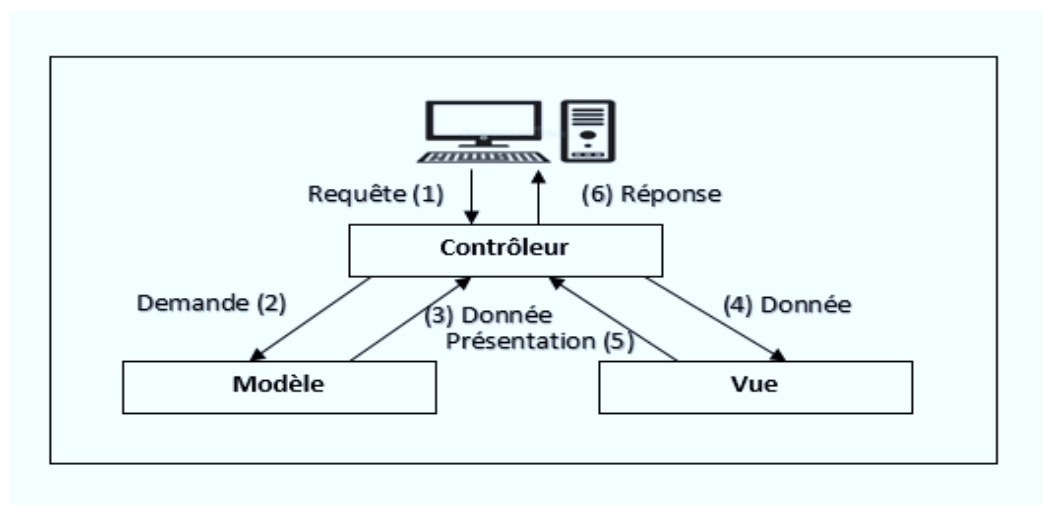 Requête (1) (6) Réponse
Contrôleur
Demande (2) (4) Donnée
(3) Donnée
Présentation (5)
Modèle Vue